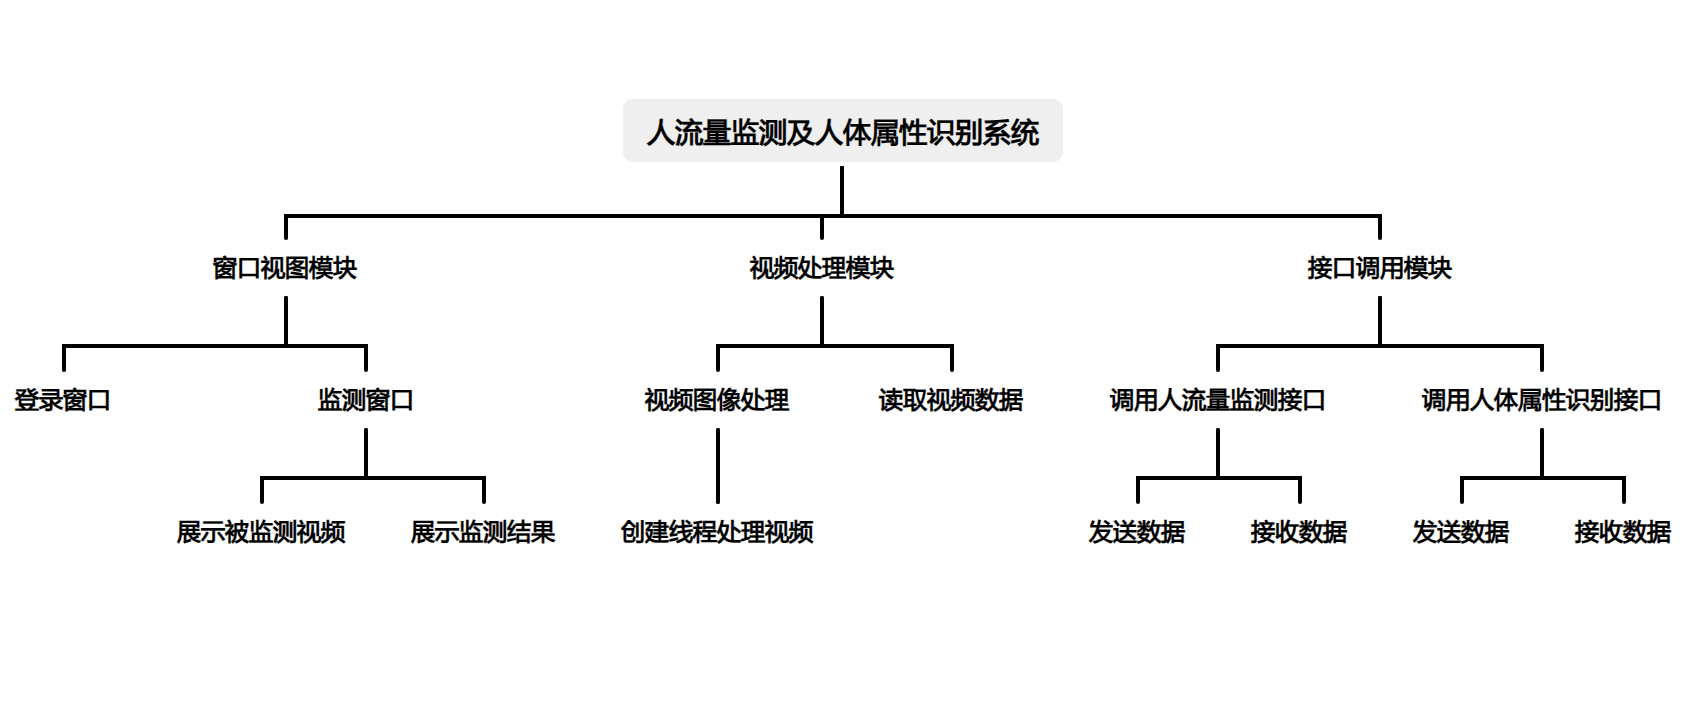 人流量监测及人体属性识别系统
窗口视图模块
视频处理模块
接口调用模块
登录窗口
监测窗口
视频图像处理
读取视频数据
调用人流量监测接口
调用人体属性识别接口
展示被监测视频
展示监测结果
创建线程处理视频
发送数据
接收数据
发送数据
接收数据